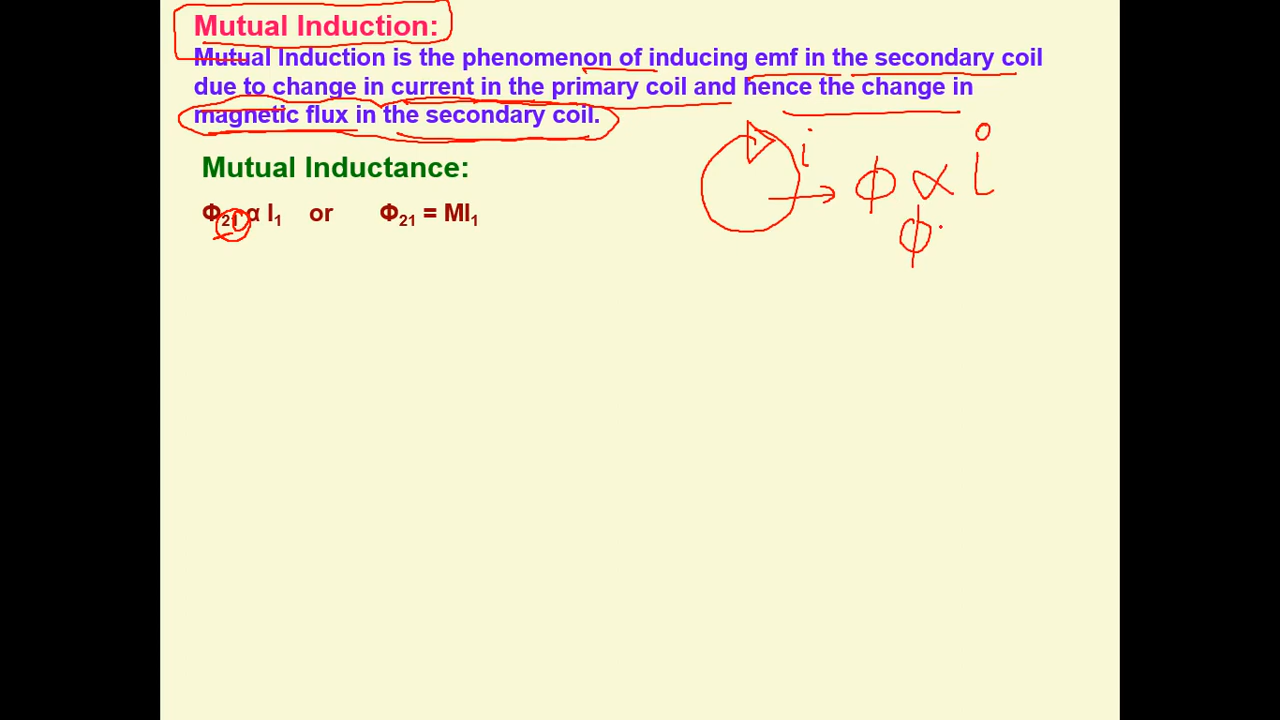 Mutual Induction:
Mutual Induction is the phenomenon of inducing emf in the secondary coil
due to change in current in the primary coil and hence the change in
magnetic flux in the secondary coil.
Mutual Inductance:
Φ21 α I1 or Φ21 = MI1
i
ϕ ∝ i
ϕ